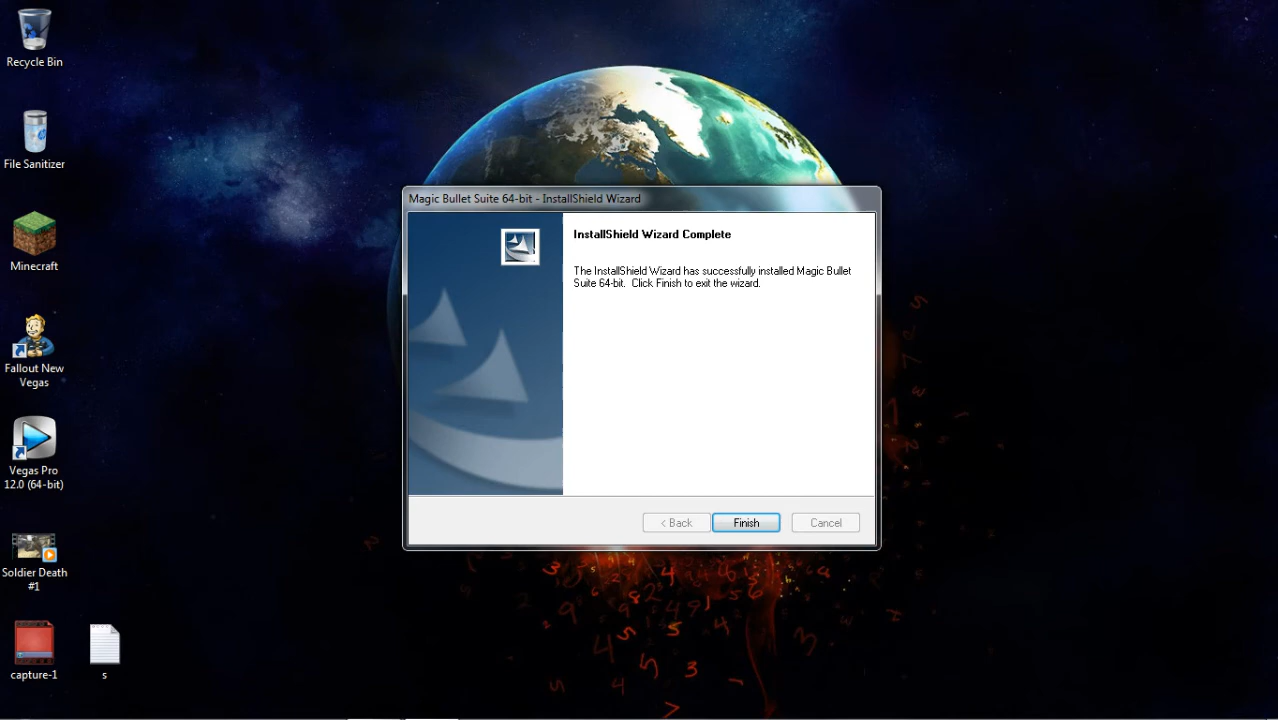 Recycle Bin
File Sanitizer
Minecraft
Fallout New
Vegas
Vegas Pro
12.0 (64-bit)
Soldier Death
#1
capture-1
s
Magic Bullet Suite 64-bit - InstallShield Wizard
InstallShield Wizard Complete
The InstallShield Wizard has successfully installed Magic Bullet
Suite 64-bit.  Click Finish to exit the wizard.
< Back
Finish
Cancel